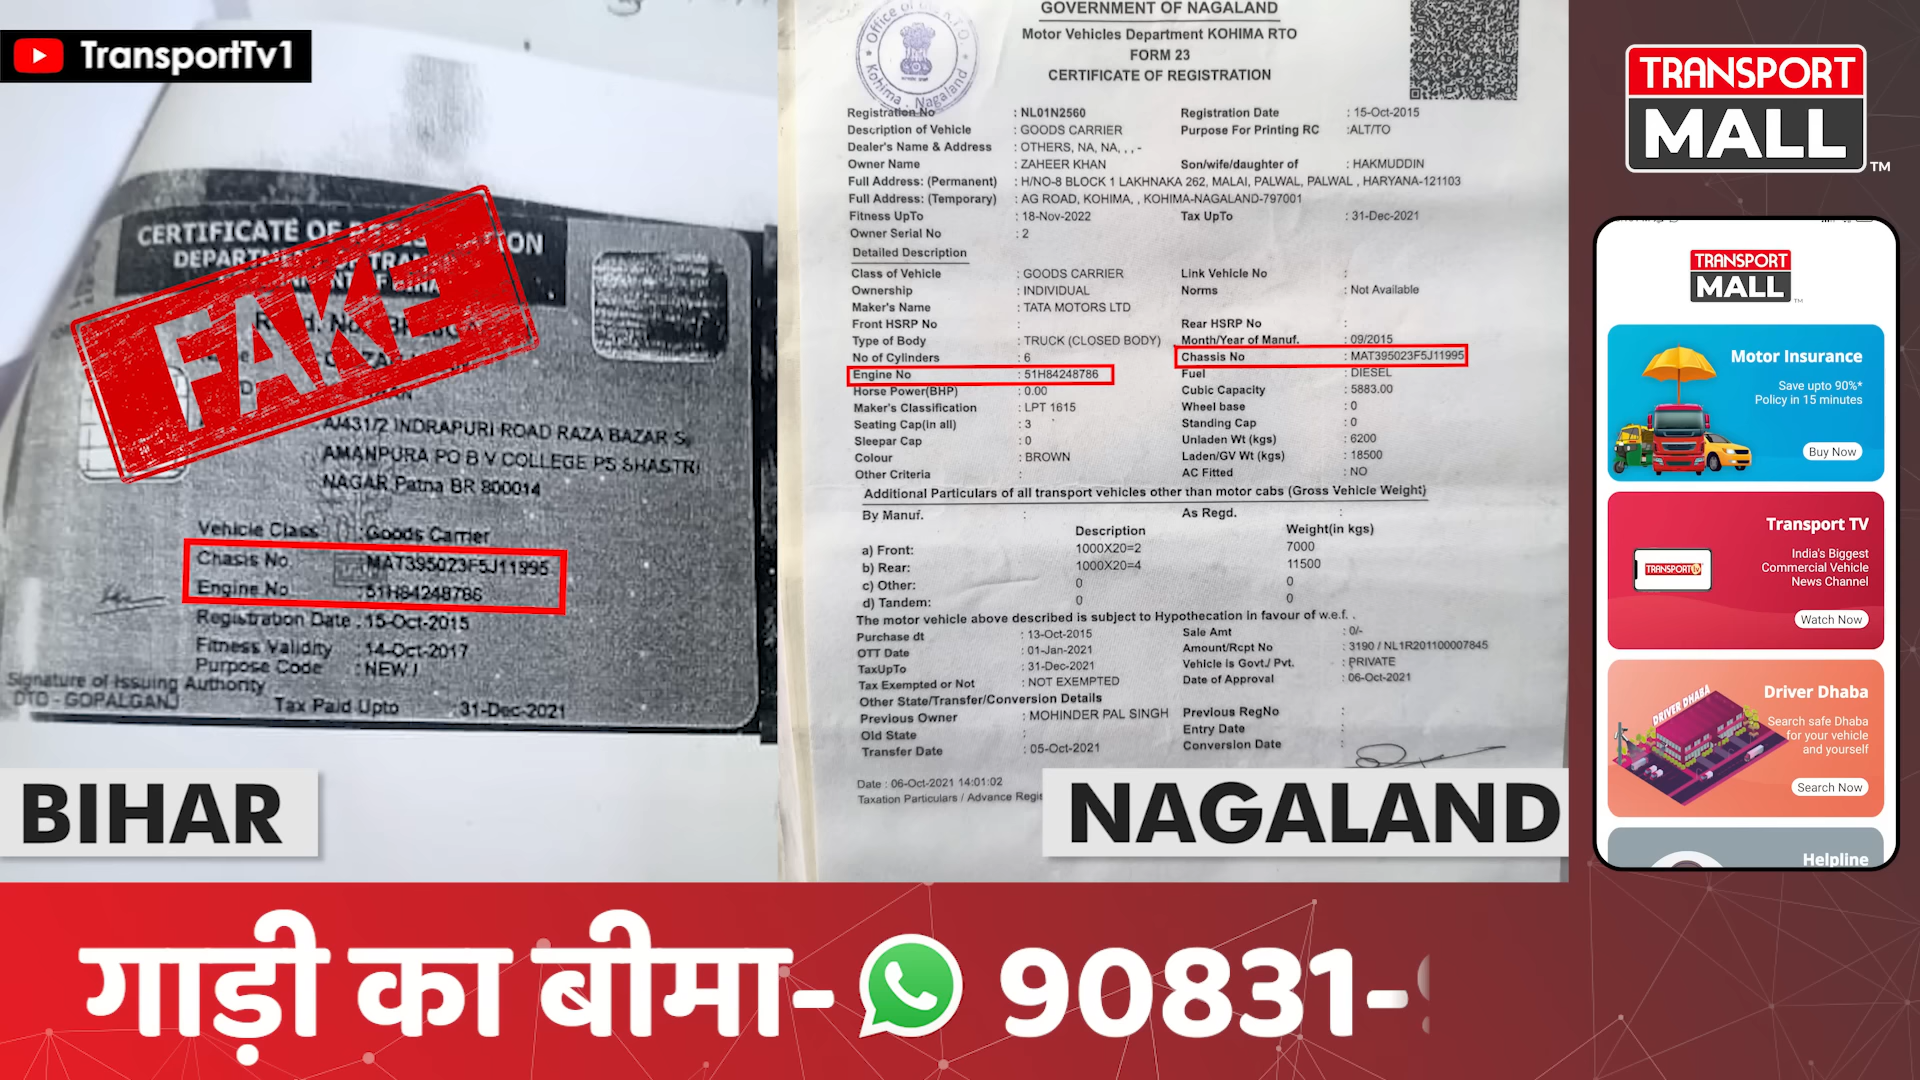 TransportTv1
CERTIFICATE OF
FAKE
A/431/2 INDRAPURI ROAD RAZA BAZAR S,
AMANPURA PO B V COLLEGE PS SHASTRI
NAGAR Patna BR 800014
Vehicle Class : Goods Carrier
Chasis No. : MAT395023F5J11995
Engine No. : 51H84248786
Registration Date : 15-Oct-2015
Fitness Validity : 14-Oct-2017
Purpose Code : NEW
Signature of Issuing Authority
DTO - GOPALGANJ
Tax Paid Upto : 31-Dec-2021
BIHAR
GOVERNMENT OF NAGALAND
Motor Vehicles Department KOHIMA RTO
FORM 23
CERTIFICATE OF REGISTRATION
Office of the R.T.O
Kohima, Nagaland
Registration No : NL01N2560 Registration Date : 15-Oct-2015
Description of Vehicle : GOODS CARRIER Purpose For Printing RC :ALT/TO
Dealer's Name & Address : OTHERS, NA, NA, , , -
Owner Name : ZAHEER KHAN Son/wife/daughter of : HAKMUDDIN
Full Address: (Permanent) : H/NO-8 BLOCK 1 LAKHNAKA 262, MALAI, PALWAL, PALWAL , HARYANA-121103
Full Address: (Temporary) : AG ROAD, KOHIMA, , KOHIMA-NAGALAND-797001
Fitness UpTo : 18-Nov-2022 Tax UpTo : 31-Dec-2021
Owner Serial No : 2
Detailed Description
Class of Vehicle : GOODS CARRIER Link Vehicle No :
Ownership : INDIVIDUAL Norms : Not Available
Maker's Name : TATA MOTORS LTD
Front HSRP No : Rear HSRP No :
Type of Body : TRUCK (CLOSED BODY) Month/Year of Manuf. : 09/2015
No of Cylinders : 6 Chassis No : MAT395023F5J11995
Engine No : 51H84248786 Fuel : DIESEL
Horse Power(BHP) : 0.00 Cubic Capacity : 5883.00
Maker's Classification : LPT 1615 Wheel base : 0
Seating Cap(in all) : 3 Standing Cap : 0
Sleepar Cap : 0 Unladen Wt (kgs) : 6200
Colour : BROWN Laden/GV Wt (kgs) : 18500
Other Criteria : AC Fitted : NO
Additional Particulars of all transport vehicles other than motor cabs (Gross Vehicle Weight)
By Manuf. : As Regd. :
Description Weight(in kgs)
a) Front: 1000X20=2 7000
b) Rear: 1000X20=4 11500
c) Other: 0 0
d) Tandem: 0 0
The motor vehicle above described is subject to Hypothecation in favour of w.e.f. .
Purchase dt : 13-Oct-2015 Sale Amt : 0/-
OTT Date : 01-Jan-2021 Amount/Rcpt No : 3190 / NL1R201100007845
TaxUpTo : 31-Dec-2021 Vehicle is Govt./ Pvt. : PRIVATE
Tax Exempted or Not : NOT EXEMPTED Date of Approval : 06-Oct-2021
Other State/Transfer/Conversion Details
Previous Owner : MOHINDER PAL SINGH Previous RegNo :
Old State : Entry Date :
Transfer Date : 05-Oct-2021 Conversion Date :
Date : 06-Oct-2021 14:01:02
Taxation Particulars / Advance
NAGALAND
TRANSPORT
MALL™
TRANSPORT
MALL
Motor Insurance
Save upto 90%*
Policy in 15 minutes
Buy Now
Transport TV
India's Biggest
Commercial Vehicle
News Channel
TRANSPORT
Watch Now
Driver Dhaba
DRIVER DHABA
Search safe Dhaba
for your vehicle
and yourself
Search Now
Helpline
गाड़ी का बीमा- 90831-